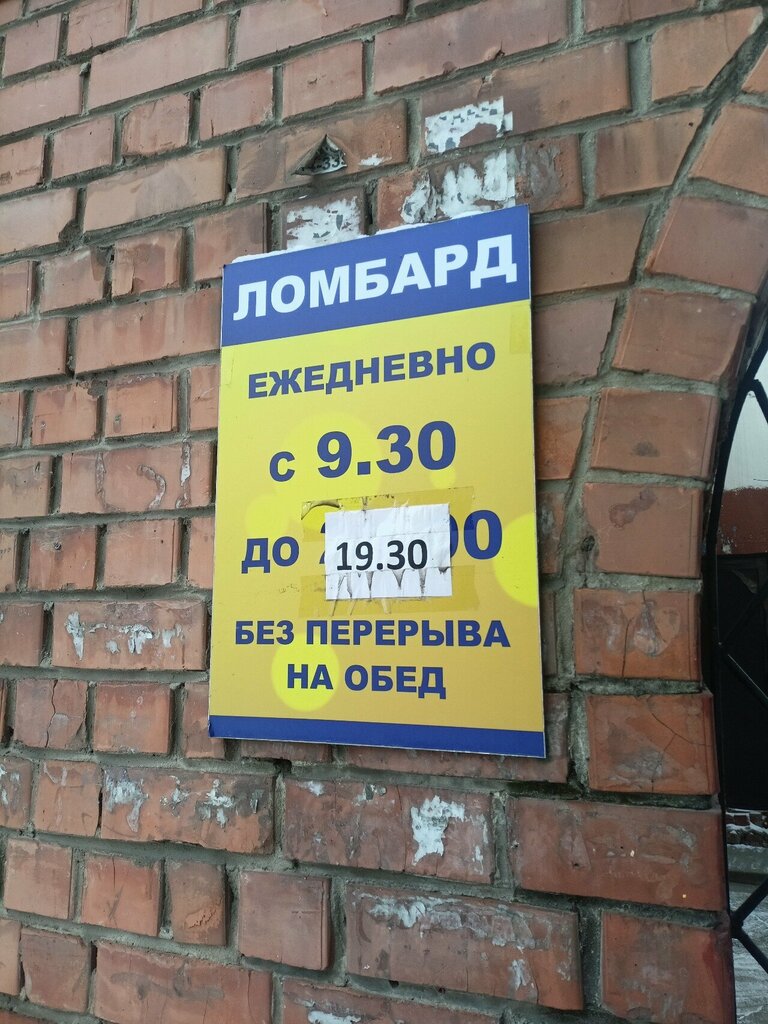 ЛОМБАРД
ЕЖЕДНЕВНО
с 9.30
до 19.30
БЕЗ ПЕРЕРЫВА
НА ОБЕД